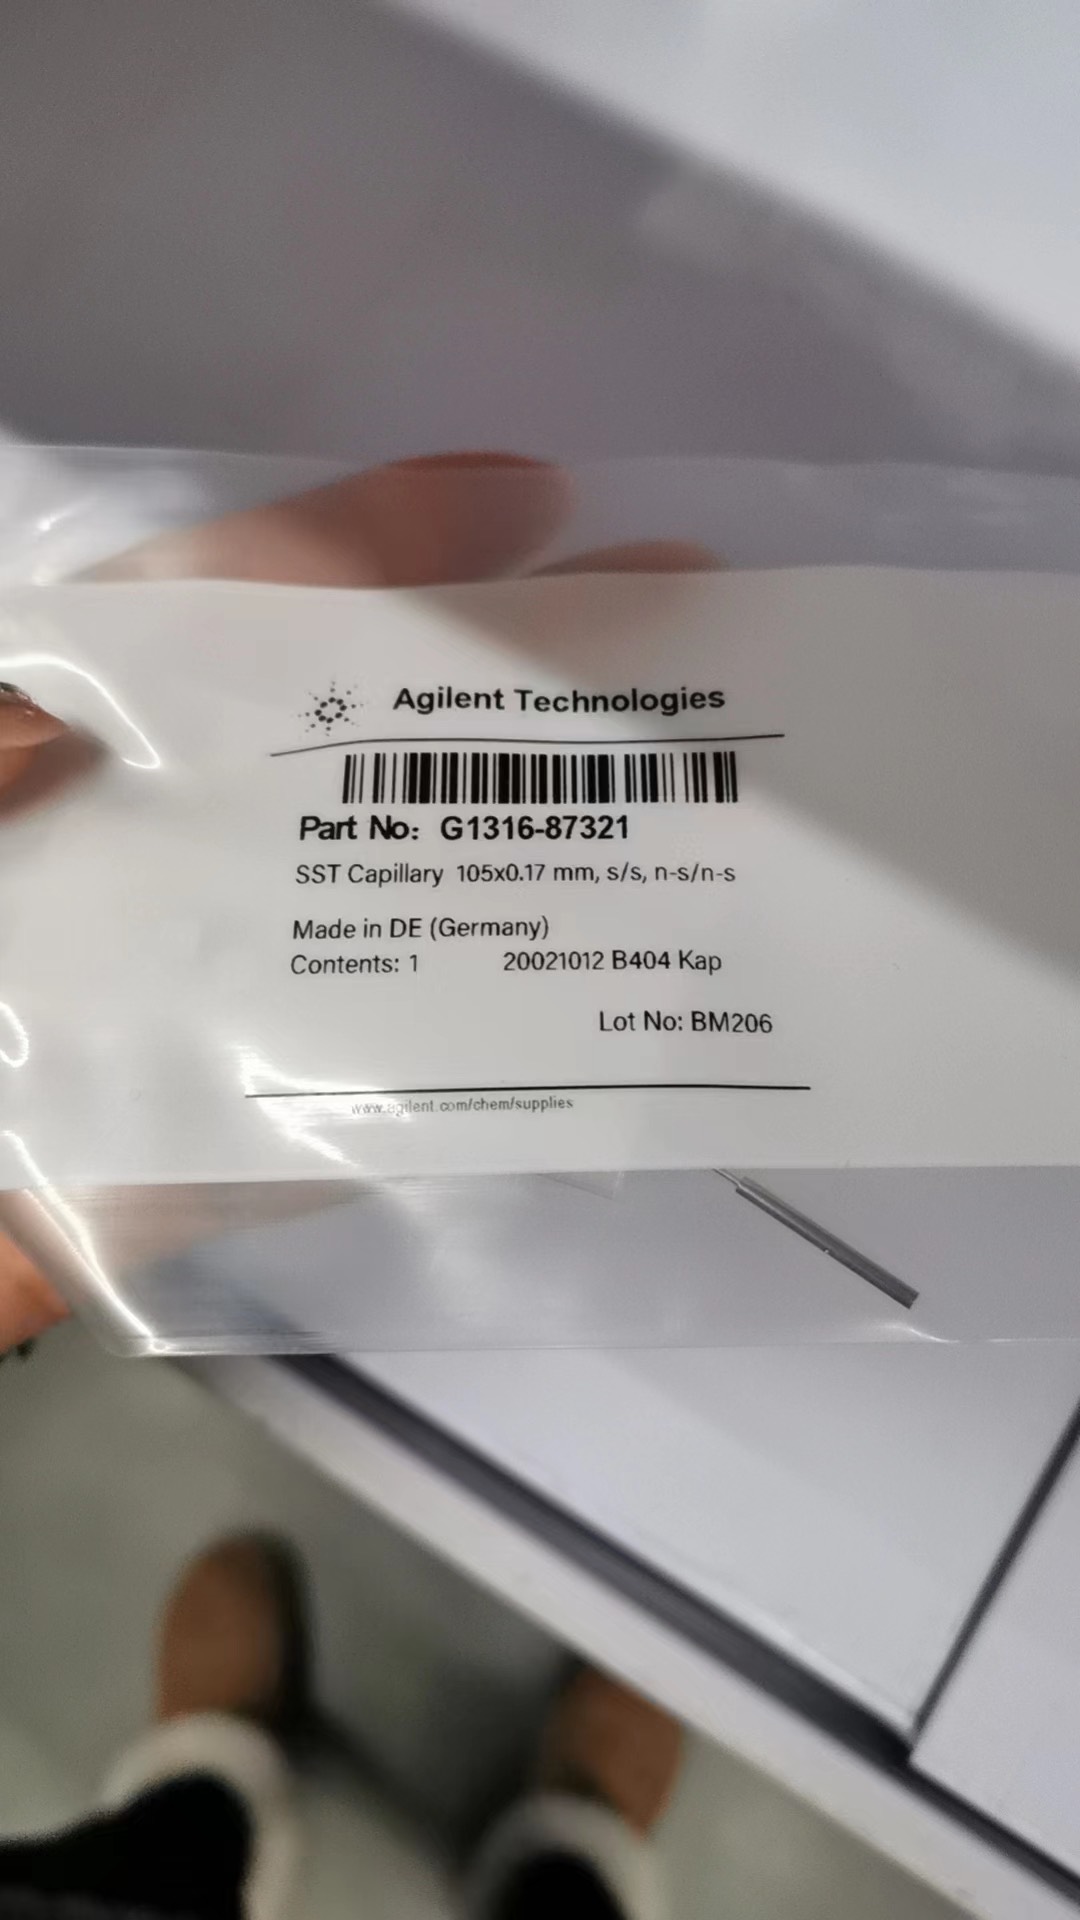 Agilent Technologies
Part No: G1316-87321
SST Capillary 105x0.17 mm, s/s, n-s/n-s
Made in DE (Germany)
Contents: 1 20021012 B404 Kap
Lot No: BM206
www.agilent.com/chem/supplies